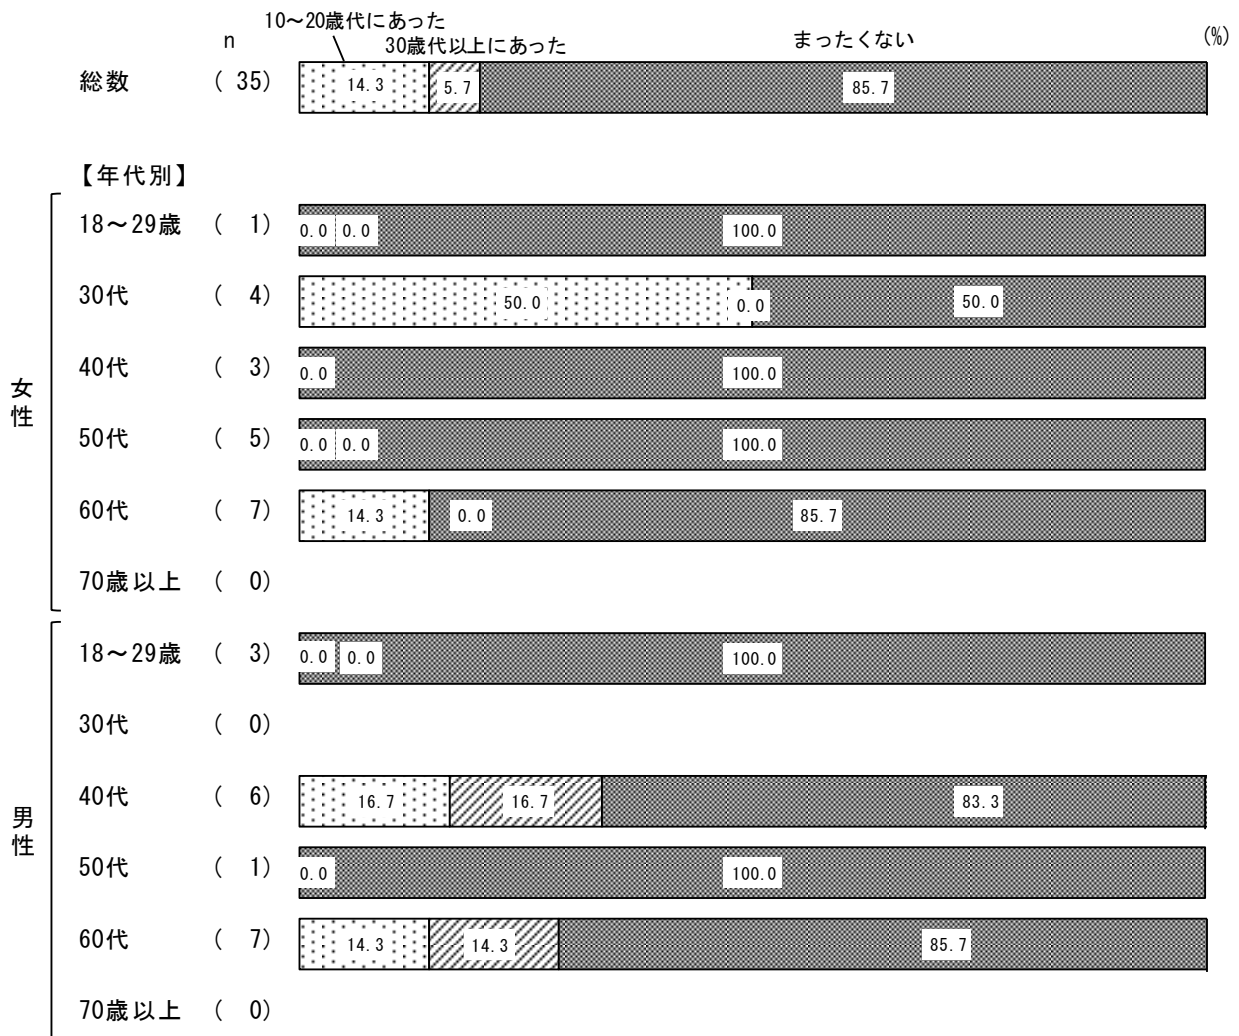 10～20歳代にあった
n 30歳代以上にあった まったくない (%)
総数 ( 35) 14.3 5.7 85.7
【年代別】
女性
18～29歳 ( 1) 0.0 0.0 100.0
30代 ( 4) 50.0 0.0 50.0
40代 ( 3) 0.0 100.0
50代 ( 5) 0.0 0.0 100.0
60代 ( 7) 14.3 0.0 85.7
70歳以上 ( 0)
男性
18～29歳 ( 3) 0.0 0.0 100.0
30代 ( 0)
40代 ( 6) 16.7 16.7 83.3
50代 ( 1) 0.0 100.0
60代 ( 7) 14.3 14.3 85.7
70歳以上 ( 0)